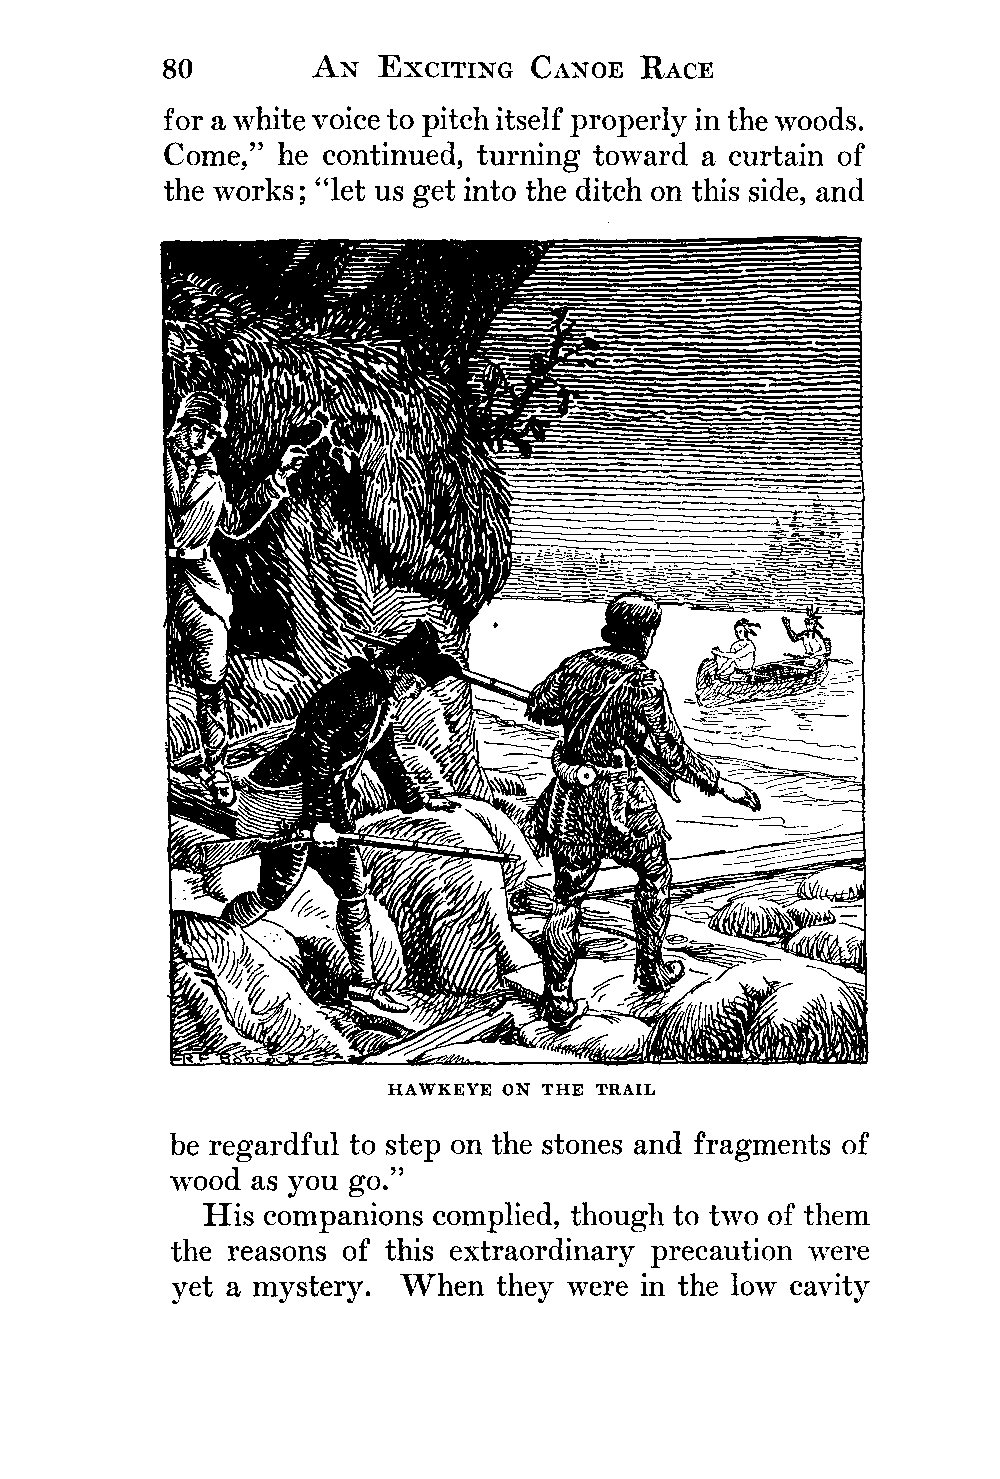 80 AN EXCITING CANOE RACE
for a white voice to pitch itself properly in the woods.
Come,” he continued, turning toward a curtain of
the works; “let us get into the ditch on this side, and
R F BABCOCK
HAWKEYE ON THE TRAIL
be regardful to step on the stones and fragments of
wood as you go.”
His companions complied, though to two of them
the reasons of this extraordinary precaution were
yet a mystery. When they were in the low cavity